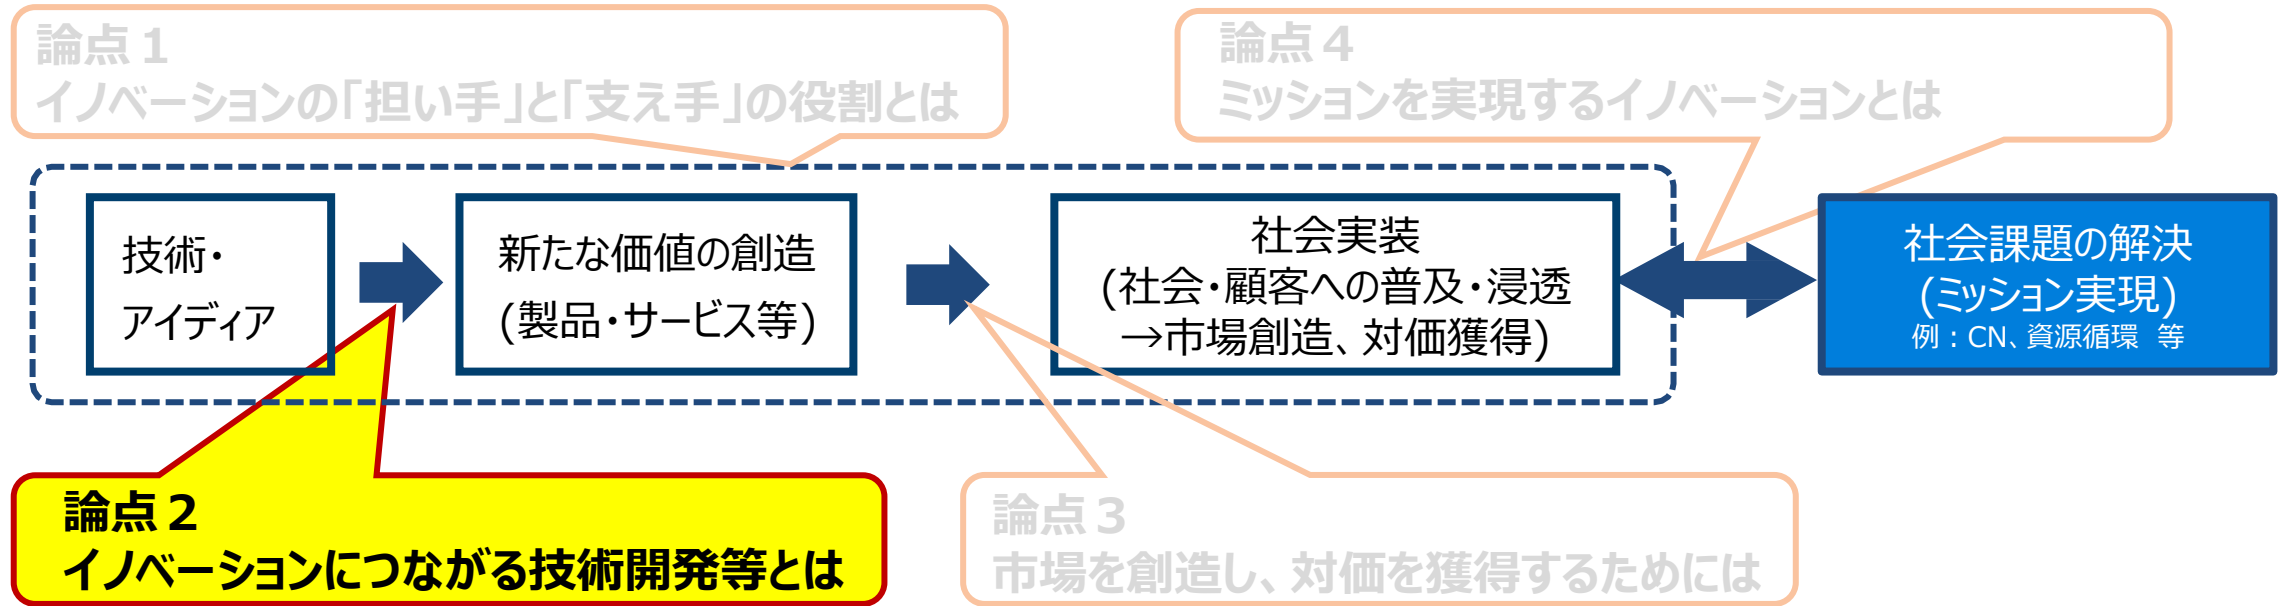 論点１
イノベーションの「担い手」と「支え手」の役割とは
論点４
ミッションを実現するイノベーションとは
技術・
アイディア
新たな価値の創造
(製品・サービス等)
社会実装
(社会・顧客への普及・浸透
→市場創造、対価獲得)
社会課題の解決
(ミッション実現)
例：CN、資源循環　等
論点２
イノベーションにつながる技術開発等とは
論点３
市場を創造し、対価を獲得するためには